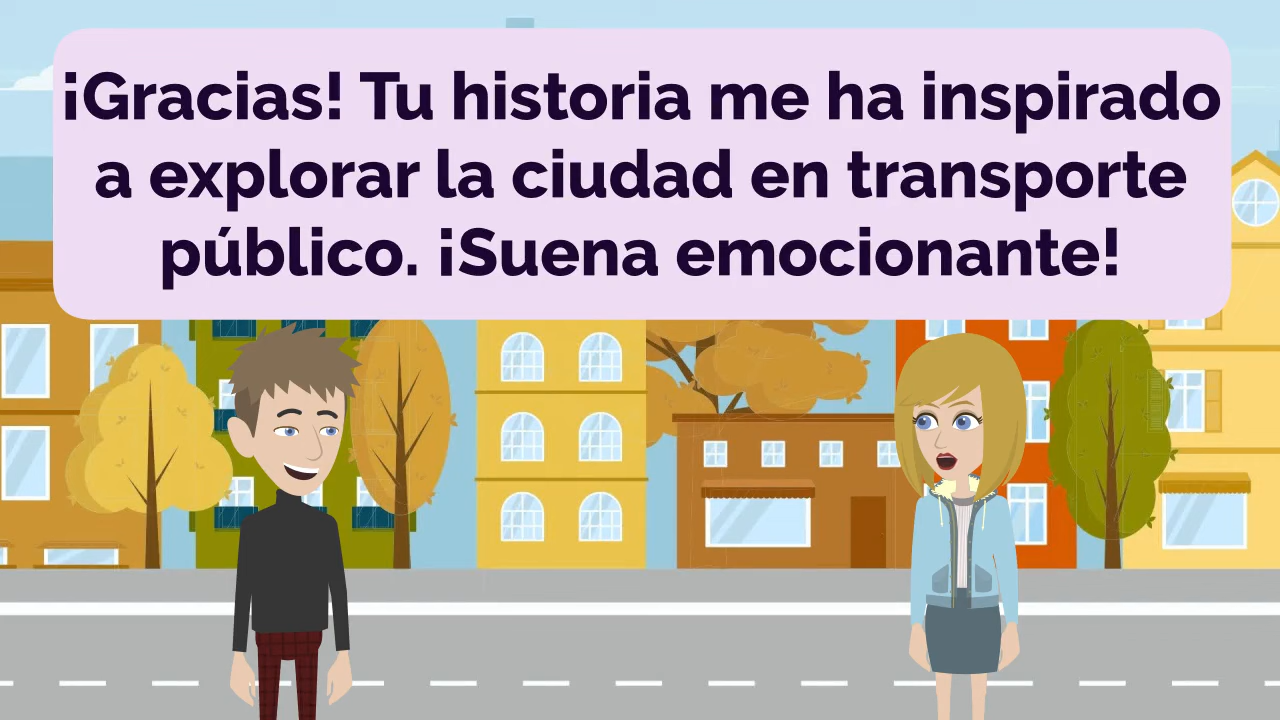 ¡Gracias! Tu historia me ha inspirado
a explorar la ciudad en transporte
público. ¡Suena emocionante!